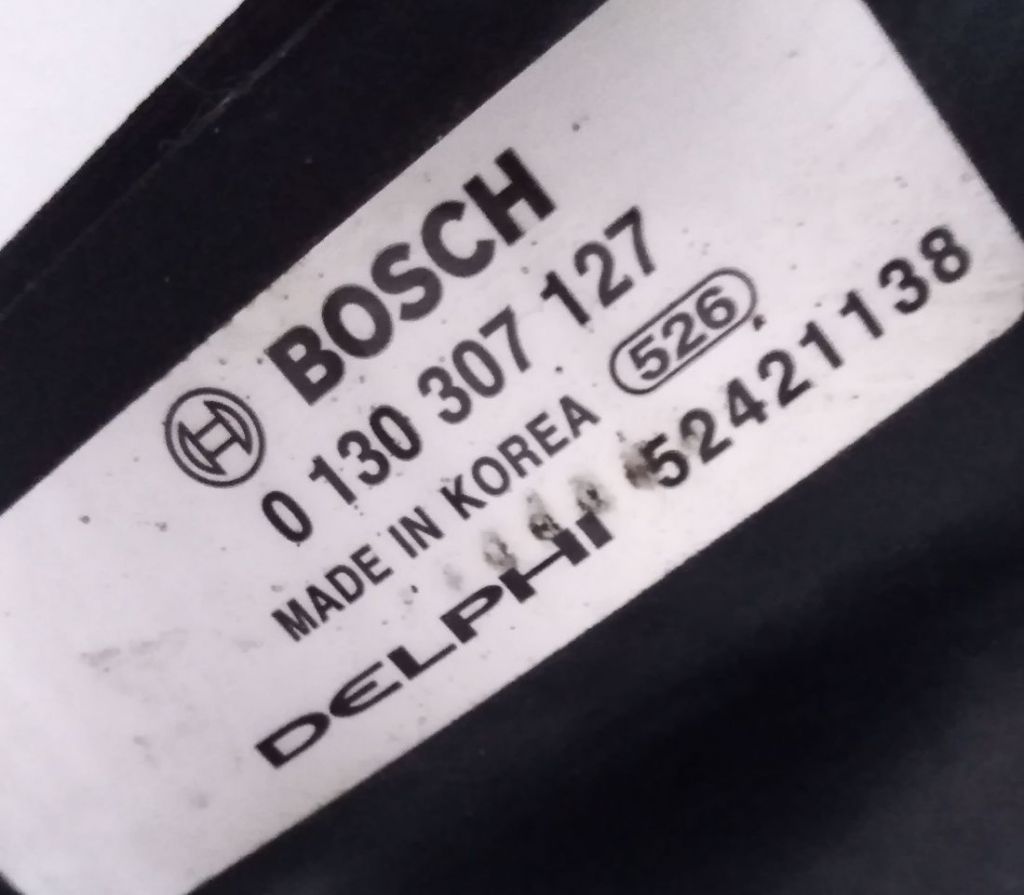 BOSCH
0 130 307 127
MADE IN KOREA 526
DELPHI 52421138